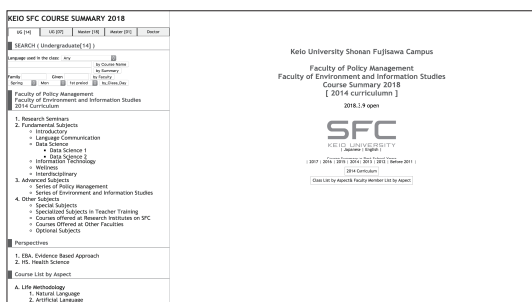 KEIO SFC COURSE SUMMARY 2018
UG [14] UG [07] Master [18] Master [01] Doctor
SEARCH ( Undergraduate[14] )
Language used in the class: Any
by Course Name
by Summary
Family Given by Faculty
Spring Mon 1st period by_Class_Day
Faculty of Policy Management
Faculty of Environment and Information Studies
2014 Curriculum
1. Research Seminars
2. Fundamental Subjects
Introductory
Language Communication
Data Science
Data Science 1
Data Science 2
Information Technology
Wellness
Interdisciplinary
3. Advanced Subjects
Series of Policy Management
Series of Environment and Information Studies
4. Other Subjects
Special Subjects
Specialized Subjects in Teacher Training
Courses offered at Research Institutes on SFC
Courses Offered at Other Faculties
Optional Subjects
Perspectives
1. EBA. Evidence Based Approach
2. HS. Health Science
Course List by Aspect
A. Life Methodology
1. Natural Language
2. Artificial Language
Keio University Shonan Fujisawa Campus
Faculty of Policy Management
Faculty of Environment and Information Studies
Course Summary 2018
[ 2014 curriculumn ]
2018.3.9 open
SFC
KEIO UNIVERSITY
| Japanese | English |
| 2017 | 2016 | 2015 | 2014 | 2013 | 2012 | Before 2011 |
2014 Curriculum
Class List by Aspect& Faculty Member List by Aspect